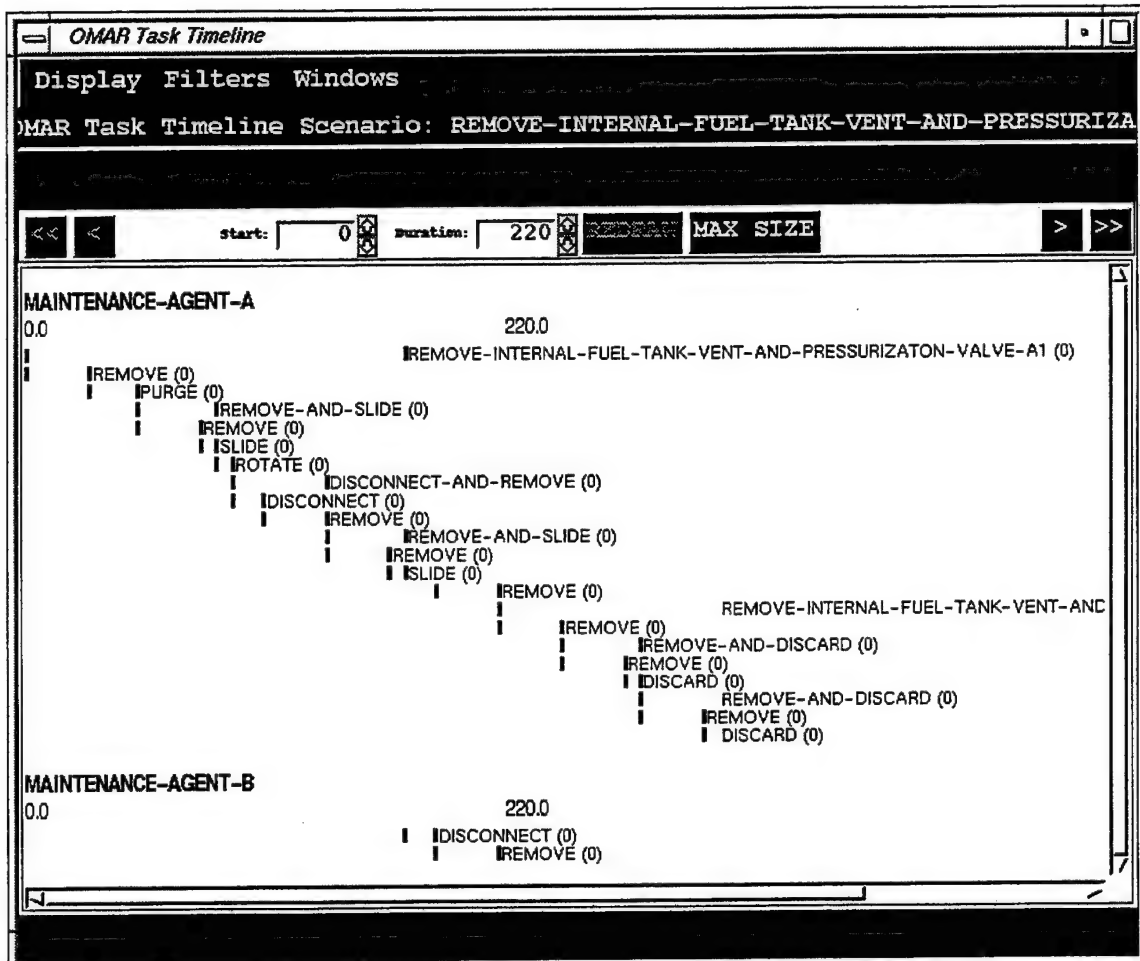 OMAR Task Timeline
Display Filters Windows
OMAR Task Timeline Scenario: REMOVE-INTERNAL-FUEL-TANK-VENT-AND-PRESSURIZA
<< < Start: 0 Duration: 220 REDRAW MAX SIZE > >>
MAINTENANCE-AGENT-A
0.0 220.0
REMOVE-INTERNAL-FUEL-TANK-VENT-AND-PRESSURIZATON-VALVE-A1 (0)
REMOVE (0)
PURGE (0)
REMOVE-AND-SLIDE (0)
REMOVE (0)
SLIDE (0)
ROTATE (0)
DISCONNECT-AND-REMOVE (0)
DISCONNECT (0)
REMOVE (0)
REMOVE-AND-SLIDE (0)
REMOVE (0)
SLIDE (0)
REMOVE (0)
REMOVE-INTERNAL-FUEL-TANK-VENT-AND
REMOVE (0)
REMOVE-AND-DISCARD (0)
REMOVE (0)
DISCARD (0)
REMOVE-AND-DISCARD (0)
REMOVE (0)
DISCARD (0)
MAINTENANCE-AGENT-B
0.0 220.0
DISCONNECT (0)
REMOVE (0)